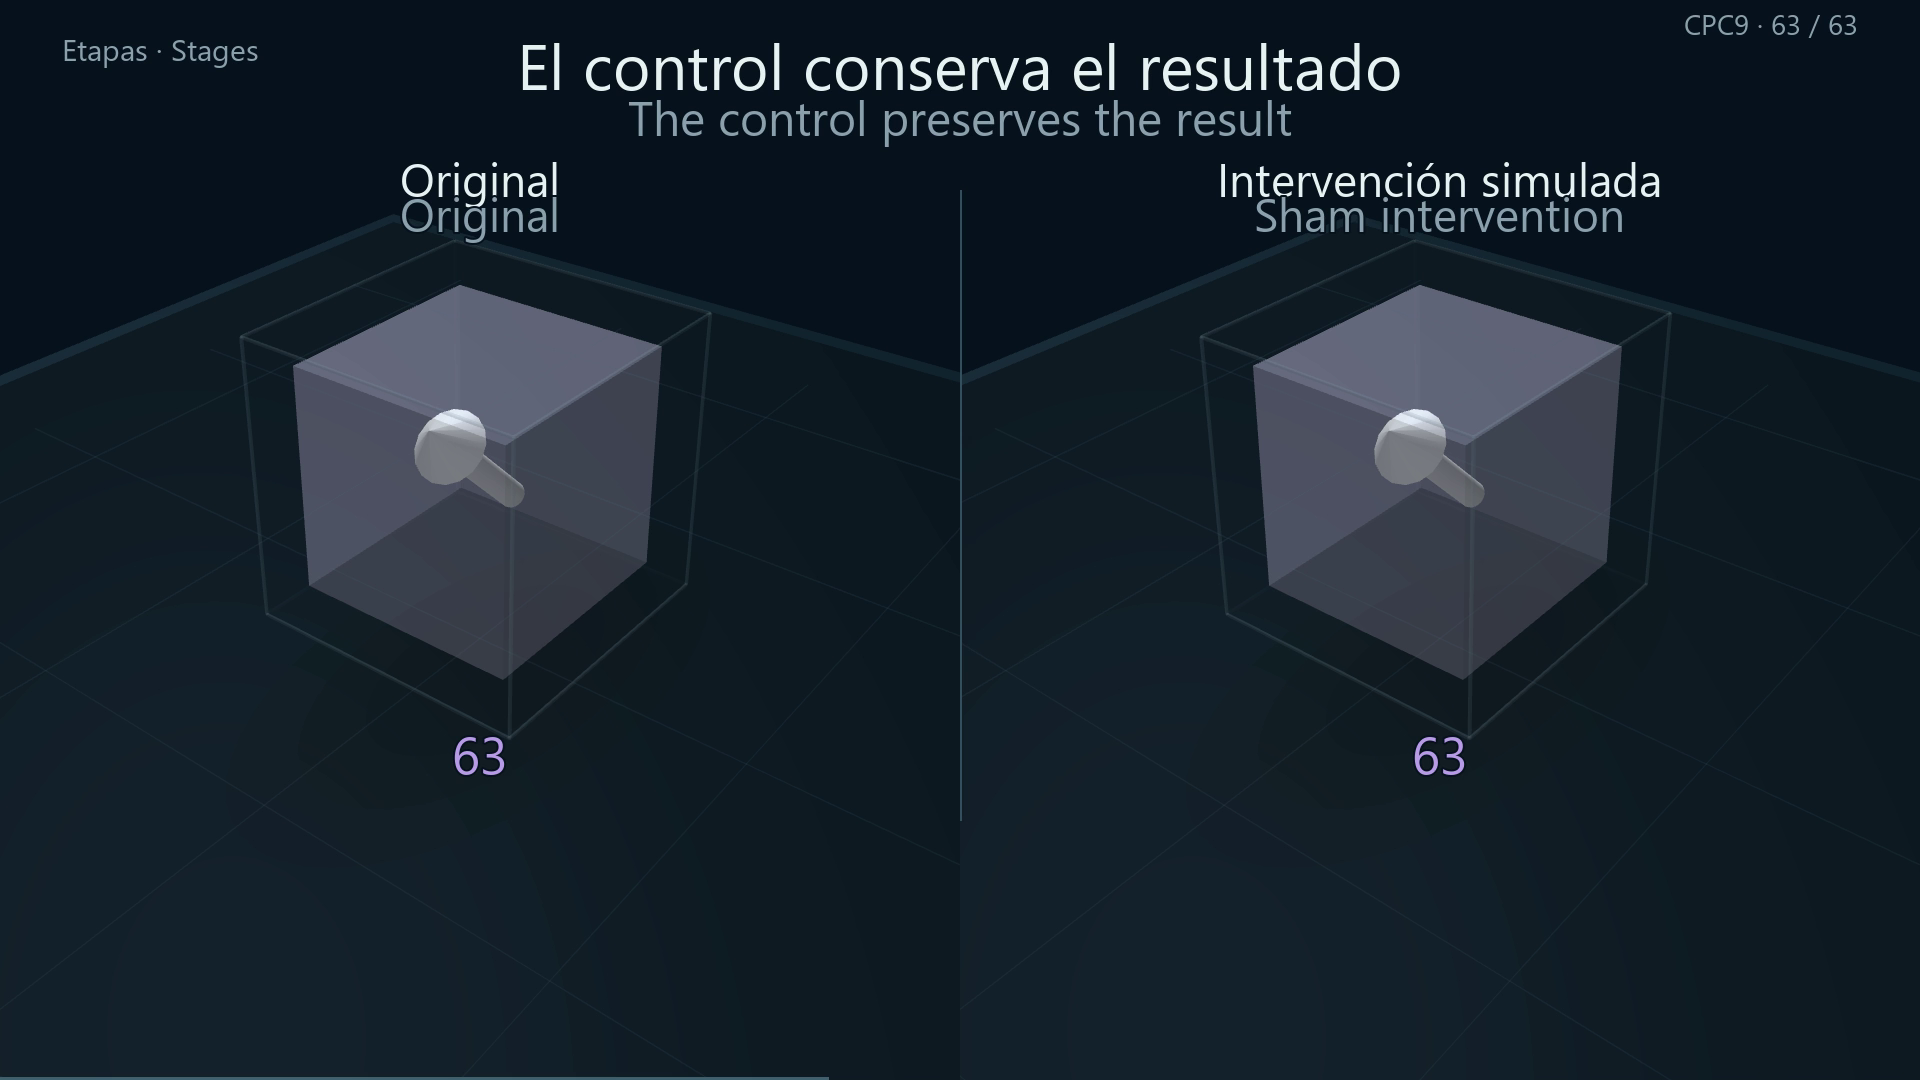 Etapas · Stages
CPC9 · 63 / 63
El control conserva el resultado
The control preserves the result
Original
Original
Intervención simulada
Sham intervention
63
63